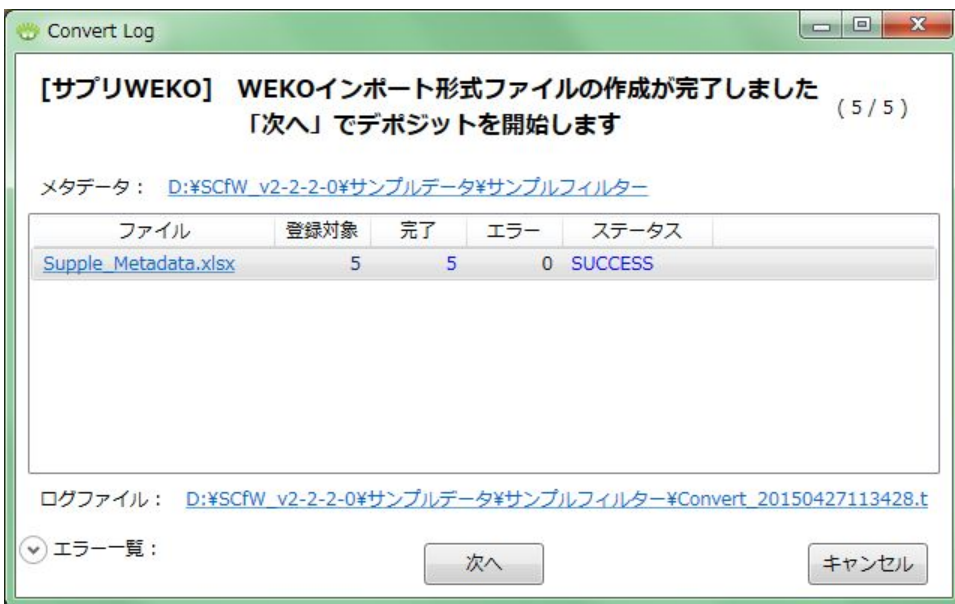 Convert Log
[サプリWEKO] WEKOインポート形式ファイルの作成が完了しました
「次へ」でデポジットを開始します
( 5 / 5 )
メタデータ： D:¥SCfW_v2-2-2-0¥サンプルデータ¥サンプルフィルター
ファイル 登録対象 完了 エラー ステータス
Supple_Metadata.xlsx 5 5 0 SUCCESS
ログファイル： D:¥SCfW_v2-2-2-0¥サンプルデータ¥サンプルフィルター¥Convert_20150427113428.t
エラー一覧：
次へ キャンセル